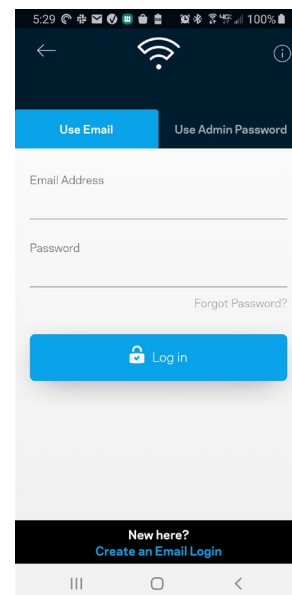 5:29 100%
Use Email Use Admin Password
Email Address
Password
Forgot Password?
Log in
New here?
Create an Email Login